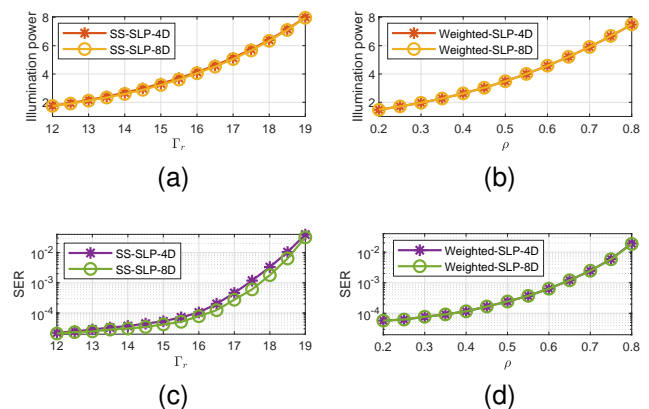 Illumination power
8
6
4
2
SS-SLP-4D
SS-SLP-8D
12 13 14 15 16 17 18 19
Γr
(a)
Illumination power
8
6
4
2
Weighted-SLP-4D
Weighted-SLP-8D
0.2 0.3 0.4 0.5 0.6 0.7 0.8
ρ
(b)
SER
10-2
10-3
10-4
SS-SLP-4D
SS-SLP-8D
12 13 14 15 16 17 18 19
Γr
(c)
SER
10-2
10-3
10-4
Weighted-SLP-4D
Weighted-SLP-8D
0.2 0.3 0.4 0.5 0.6 0.7 0.8
ρ
(d)